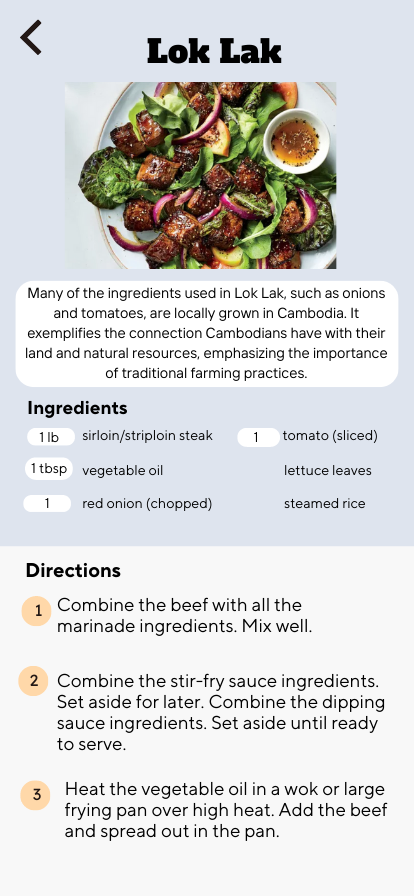 Lok Lak
Many of the ingredients used in Lok Lak, such as onions
and tomatoes, are locally grown in Cambodia. It
exemplifies the connection Cambodians have with their
land and natural resources, emphasizing the importance
of traditional farming practices.
Ingredients
1 lb sirloin/striploin steak
1 tomato (sliced)
1 tbsp vegetable oil
lettuce leaves
1 red onion (chopped)
steamed rice
Directions
1 Combine the beef with all the
marinade ingredients. Mix well.
2 Combine the stir-fry sauce ingredients.
Set aside for later. Combine the dipping
sauce ingredients. Set aside until ready
to serve.
3 Heat the vegetable oil in a wok or large
frying pan over high heat. Add the beef
and spread out in the pan.